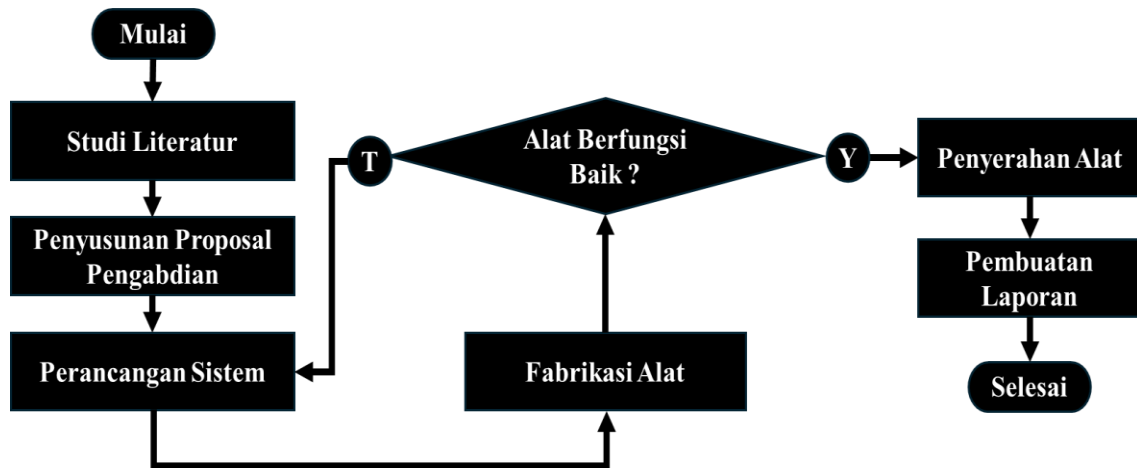 Mulai
Studi Literatur
Penyusunan Proposal
Pengabdian
Perancangan Sistem
Fabrikasi Alat
Alat Berfungsi
Baik ?
T
Y
Penyerahan Alat
Pembuatan
Laporan
Selesai